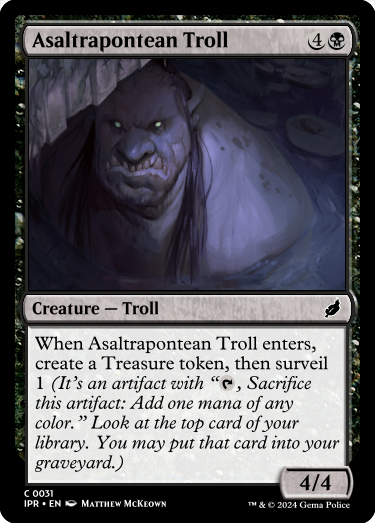 Asaltrapontean Troll 4
Creature — Troll
When Asaltrapontean Troll enters,
create a Treasure token, then surveil
1 (It's an artifact with “, Sacrifice
this artifact: Add one mana of any
color.” Look at the top card of your
library. You may put that card into your
graveyard.)
4/4
C 0031
IPR • EN Matthew McKeown
™ & © 2024 Gema Police